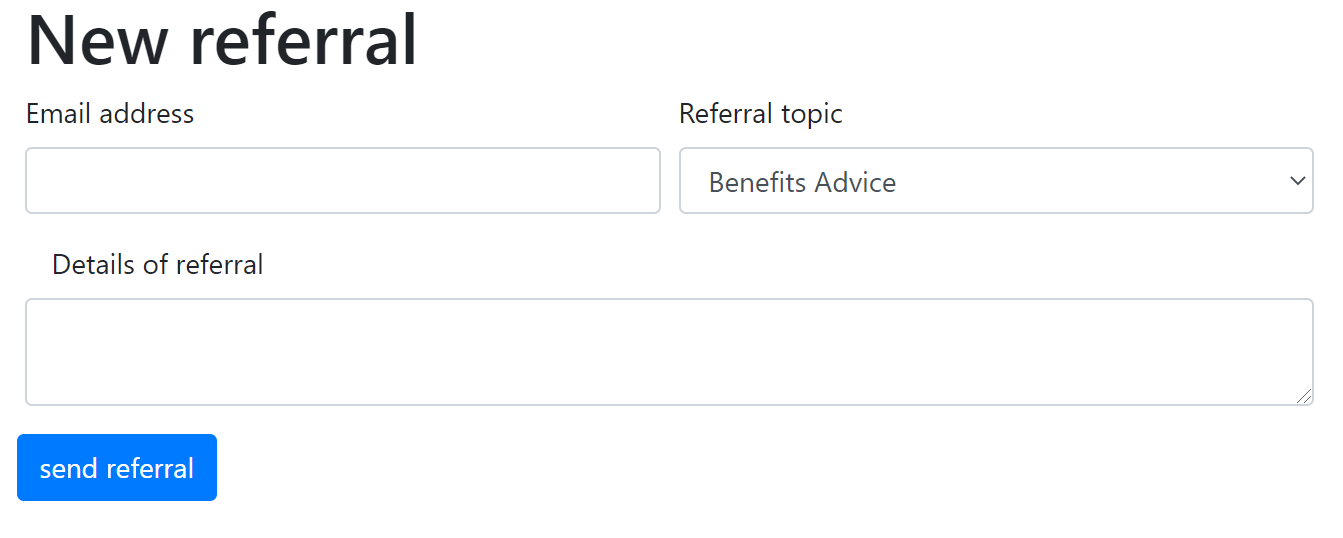 New referral
Email address
Referral topic
Benefits Advice
Details of referral
send referral